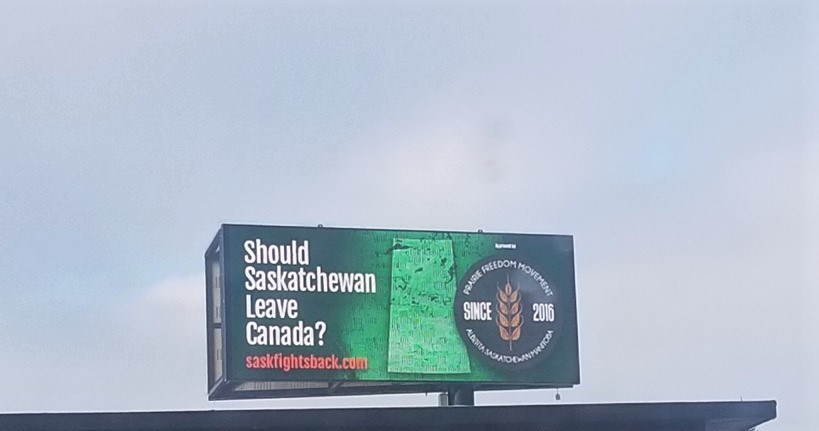 Should
Saskatchewan
Leave
Canada?
saskfightsback.com
PRAIRIE FREEDOM MOVEMENT
SINCE 2016
ALBERTA SASKATCHEWAN MANITOBA